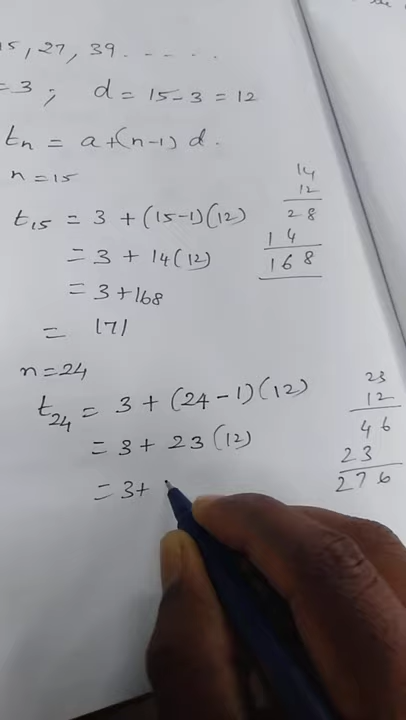 15, 27, 39 . . . . . .
= 3 ; d = 15 - 3 = 12
tn = a + (n-1) d .
n = 15
t15 = 3 + (15-1)(12)
= 3 + 14(12)
= 3 + 168
= 171
14
12
28
14
168
n = 24
t24 = 3 + (24-1)(12)
= 3 + 23(12)
= 3 +
23
12
46
23
276